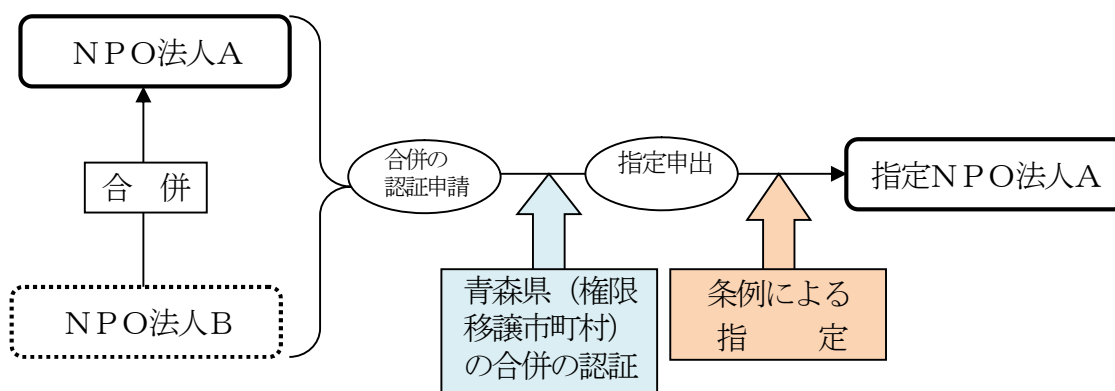 ＮＰＯ法人Ａ
合　併
ＮＰＯ法人Ｂ
合併の
認証申請
指定申出
指定ＮＰＯ法人Ａ
青森県（権限
移譲市町村）
の合併の認証
条例による
指　　定